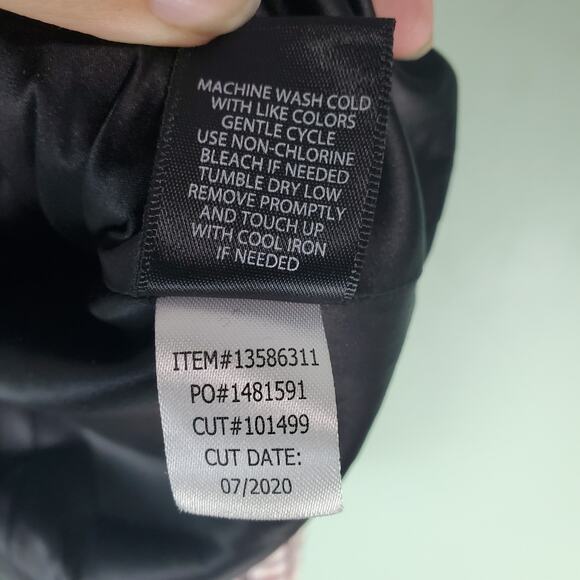 MACHINE WASH COLD
WITH LIKE COLORS
GENTLE CYCLE
USE NON-CHLORINE
BLEACH IF NEEDED
TUMBLE DRY LOW
REMOVE PROMPTLY
AND TOUCH UP
WITH COOL IRON
IF NEEDED
ITEM#13586311
PO#1481591
CUT#101499
CUT DATE:
07/2020